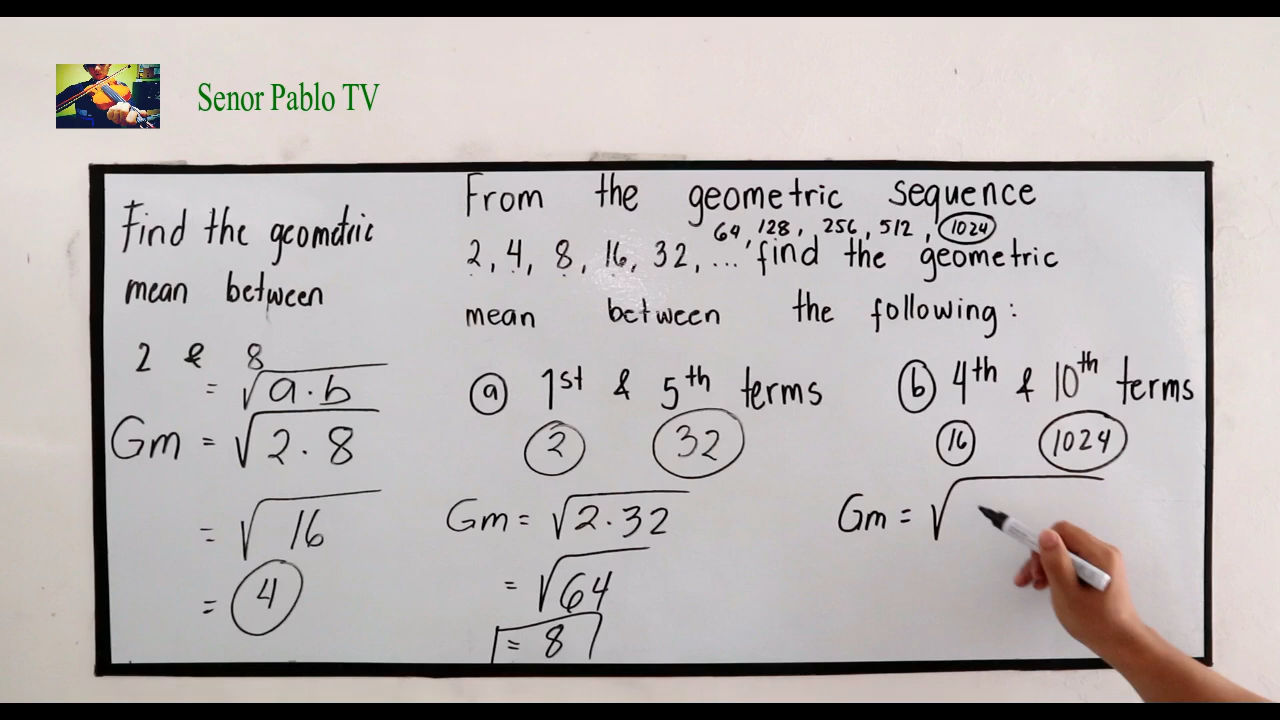 Senor Pablo TV
Find the geometric
mean between
2 & 8
= √a·b
Gm = √2·8
= √16
= 4
From the geometric sequence
64, 128, 256, 512, 1024
2, 4, 8, 16, 32, ... find the geometric
mean between the following:
a 1st & 5th terms
2 32
Gm = √2·32
= √64
= 8
b 4th & 10th terms
16 1024
Gm = √